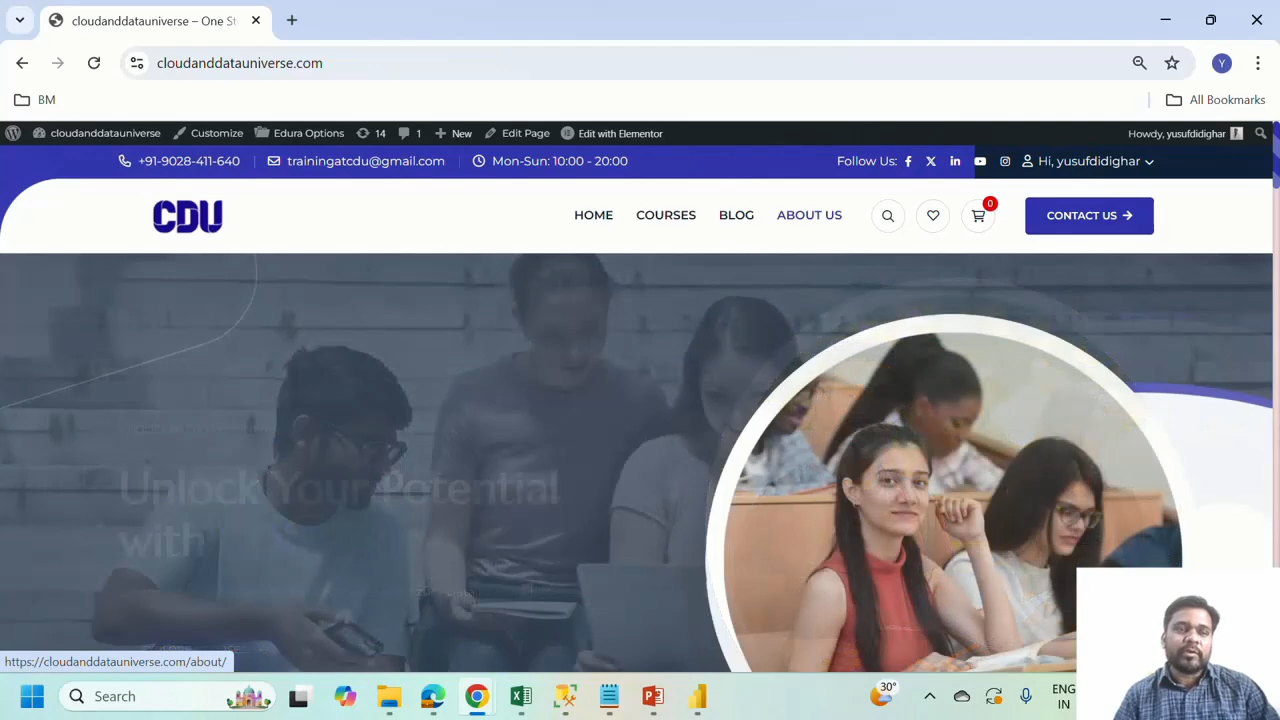 cloudanddatauniverse – One St
cloudanddatauniverse.com
BM
All Bookmarks
cloudanddatauniverse Customize Edura Options 14 1 New Edit Page Edit with Elementor Howdy, yusufdidighar
+91-9028-411-640 trainingatcdu@gmail.com Mon-Sun: 10:00 - 20:00 Follow Us: Hi, yusufdidighar
CDU HOME COURSES BLOG ABOUT US 0 CONTACT US
Unlock Your Potential
with
https://cloudanddatauniverse.com/about/
Search 30° ENG
IN